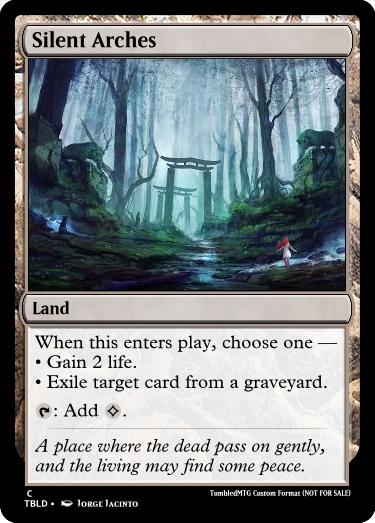 Silent Arches
Land
When this enters play, choose one —
• Gain 2 life.
• Exile target card from a graveyard.
: Add .
A place where the dead pass on gently,
and the living may find some peace.
C
TBLD • Jorge Jacinto
TumbledMTG Custom Format (NOT FOR SALE)